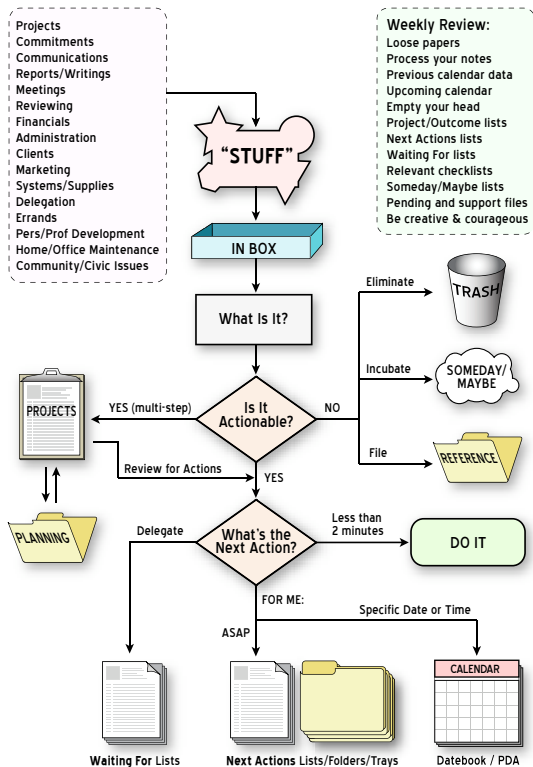 Projects
Commitments
Communications
Reports/Writings
Meetings
Reviewing
Financials
Administration
Clients
Marketing
Systems/Supplies
Delegation
Errands
Pers/Prof Development
Home/Office Maintenance
Community/Civic Issues
Weekly Review:
Loose papers
Process your notes
Previous calendar data
Upcoming calendar
Empty your head
Project/Outcome lists
Next Actions lists
Waiting For lists
Relevant checklists
Someday/Maybe lists
Pending and support files
Be creative & courageous
“STUFF”
IN BOX
What Is It?
Eliminate
TRASH
Incubate
SOMEDAY/
MAYBE
File
REFERENCE
Is It
Actionable?
NO
YES (multi-step)
PROJECTS
Review for Actions
YES
PLANNING
Delegate
What's the
Next Action?
Less than
2 minutes
DO IT
FOR ME:
ASAP
Specific Date or Time
CALENDAR
Waiting For Lists
Next Actions Lists/Folders/Trays
Datebook / PDA